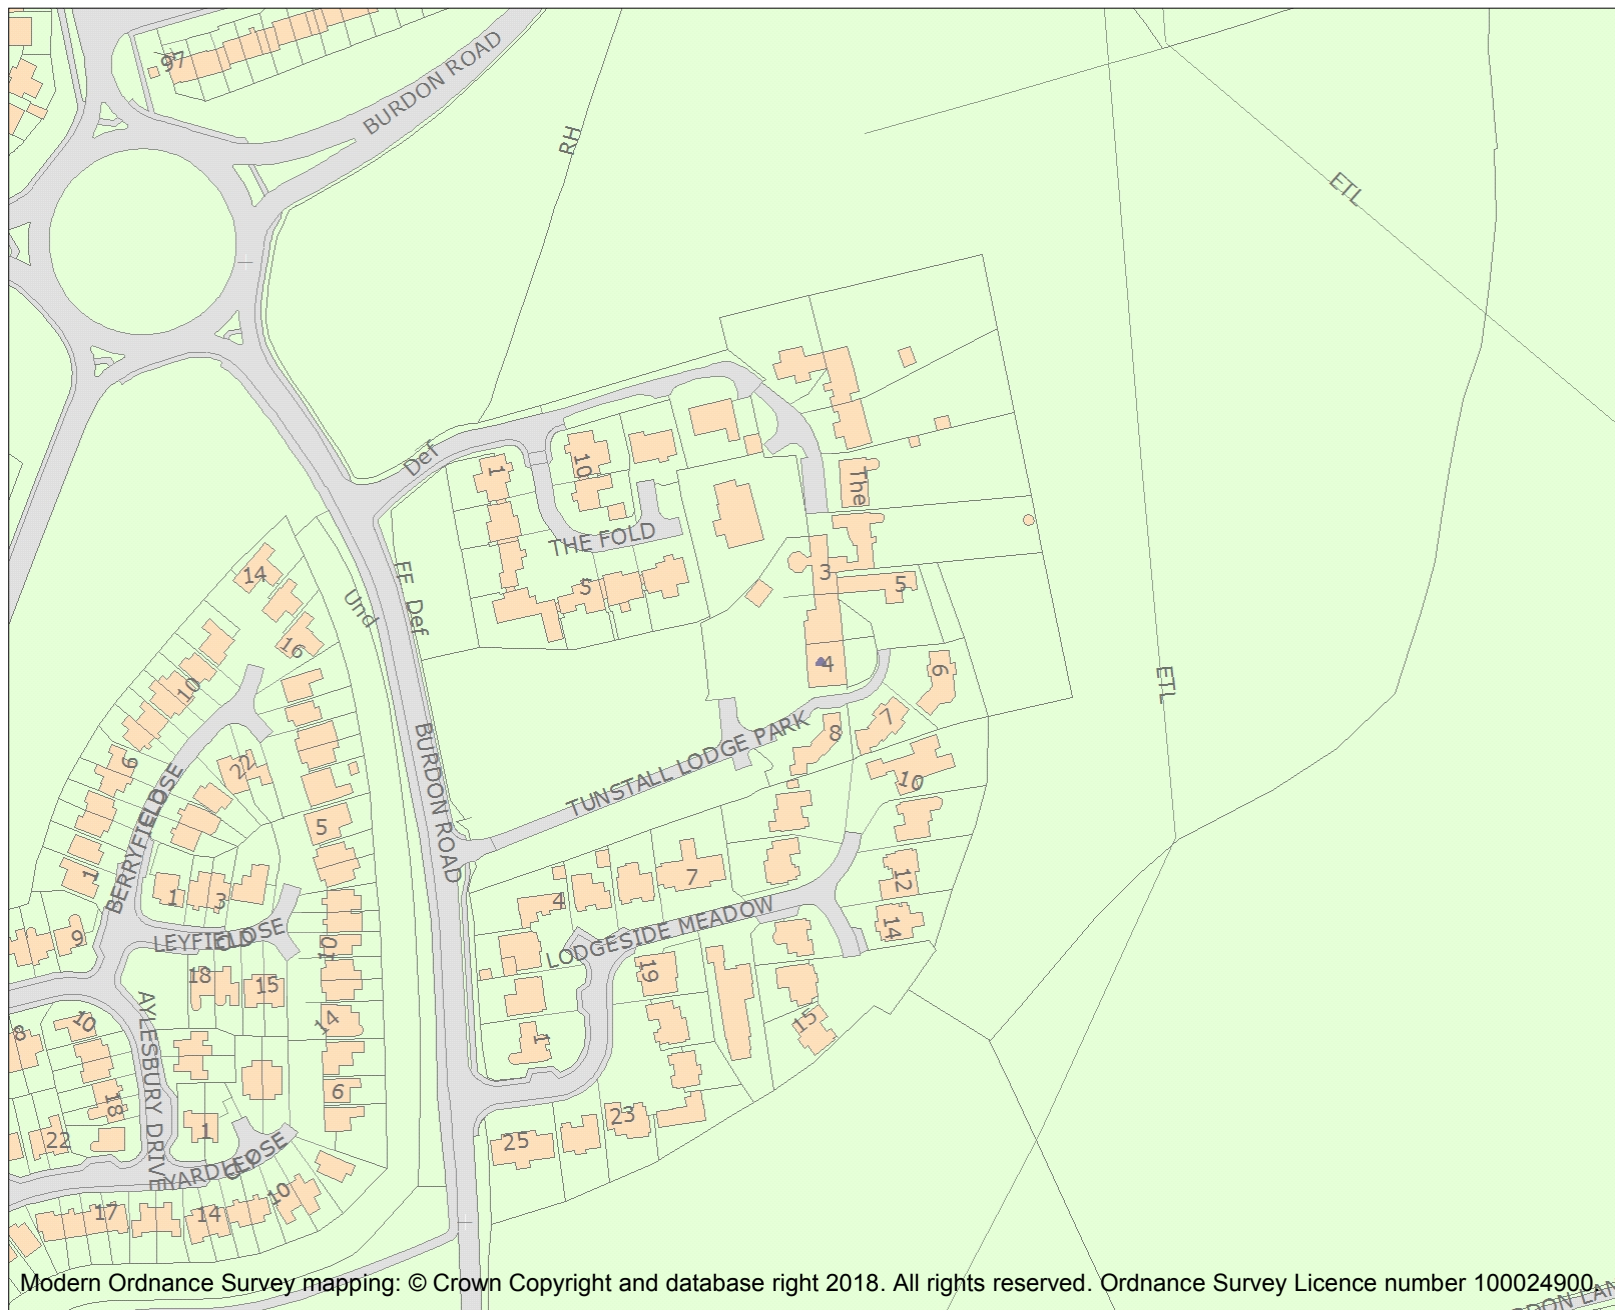 97
BURDON ROAD
RH
ETL
Def
1
10
The
THE FOLD
5
3
5
FF
Def
Und
14
16
10
4
6
7
8
TUNSTALL LODGE PARK
ETL
10
22
6
5
BURDON ROAD
BERRYFIELD
CLOSE
1
1
3
4
7
12
14
LODGESIDE MEADOW
9
LEYFIELD
CLOSE
10
18
15
19
14
15
1
8
10
AYLESBURY DRIVE
18
6
22
1
23
25
YARDLEY
CLOSE
10
17
14
Modern Ordnance Survey mapping: © Crown Copyright and database right 2018. All rights reserved. Ordnance Survey Licence number 100024900.